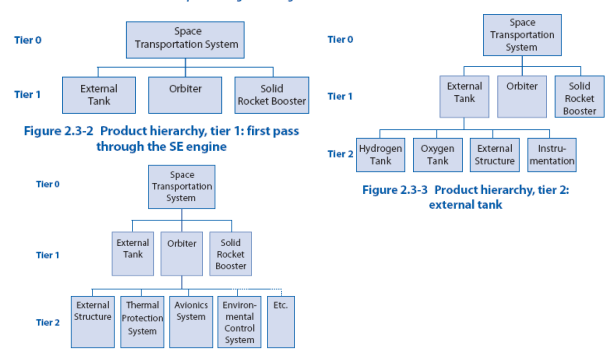 Tier 0
Space
Transportation System
Tier 1
External
Tank
Orbiter
Solid
Rocket Booster
Figure 2.3-2 Product hierarchy, tier 1: first pass
through the SE engine
Tier 0
Space
Transportation
System
Tier 1
External
Tank
Orbiter
Solid
Rocket
Booster
Tier 2
Hydrogen
Tank
Oxygen
Tank
External
Structure
Instru-
mentation
Figure 2.3-3 Product hierarchy, tier 2:
external tank
Tier 0
Space
Transportation
System
Tier 1
External
Tank
Orbiter
Solid
Rocket
Booster
Tier 2
External
Structure
Thermal
Protection
System
Avionics
System
Environ-
mental
Control
System
Etc.